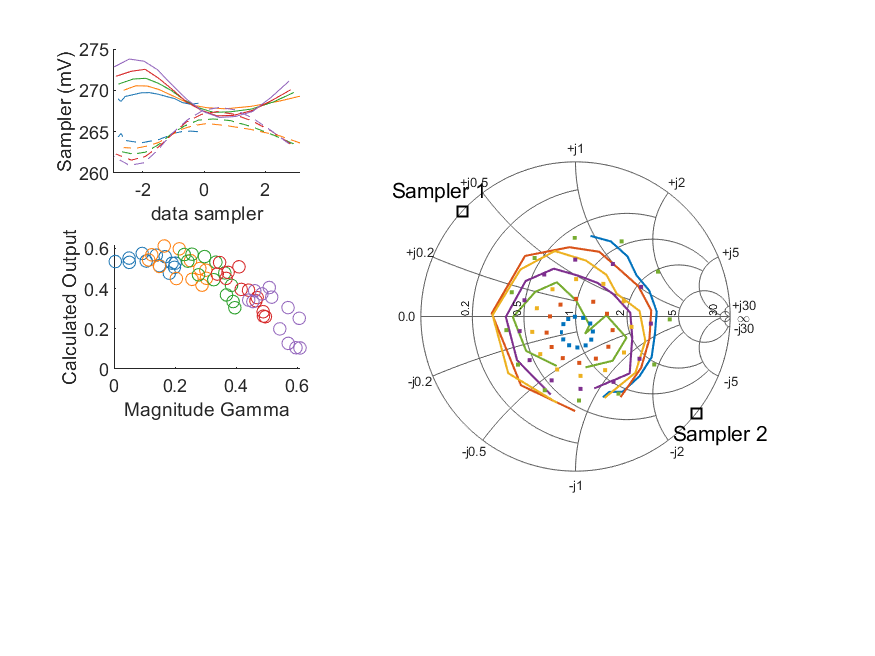 275
270
265
260
Sampler (mV)
-2
0
2
data sampler
0.6
0.4
0.2
0
Calculated Output
0
0.2
0.4
0.6
Magnitude Gamma
+j1
+j0.5
+j2
Sampler 1
+j0.2
+j5
0.0
0.2
0.5
1
2
5
30
+j30
∞
-j30
-j0.2
-j5
Sampler 2
-j0.5
-j2
-j1